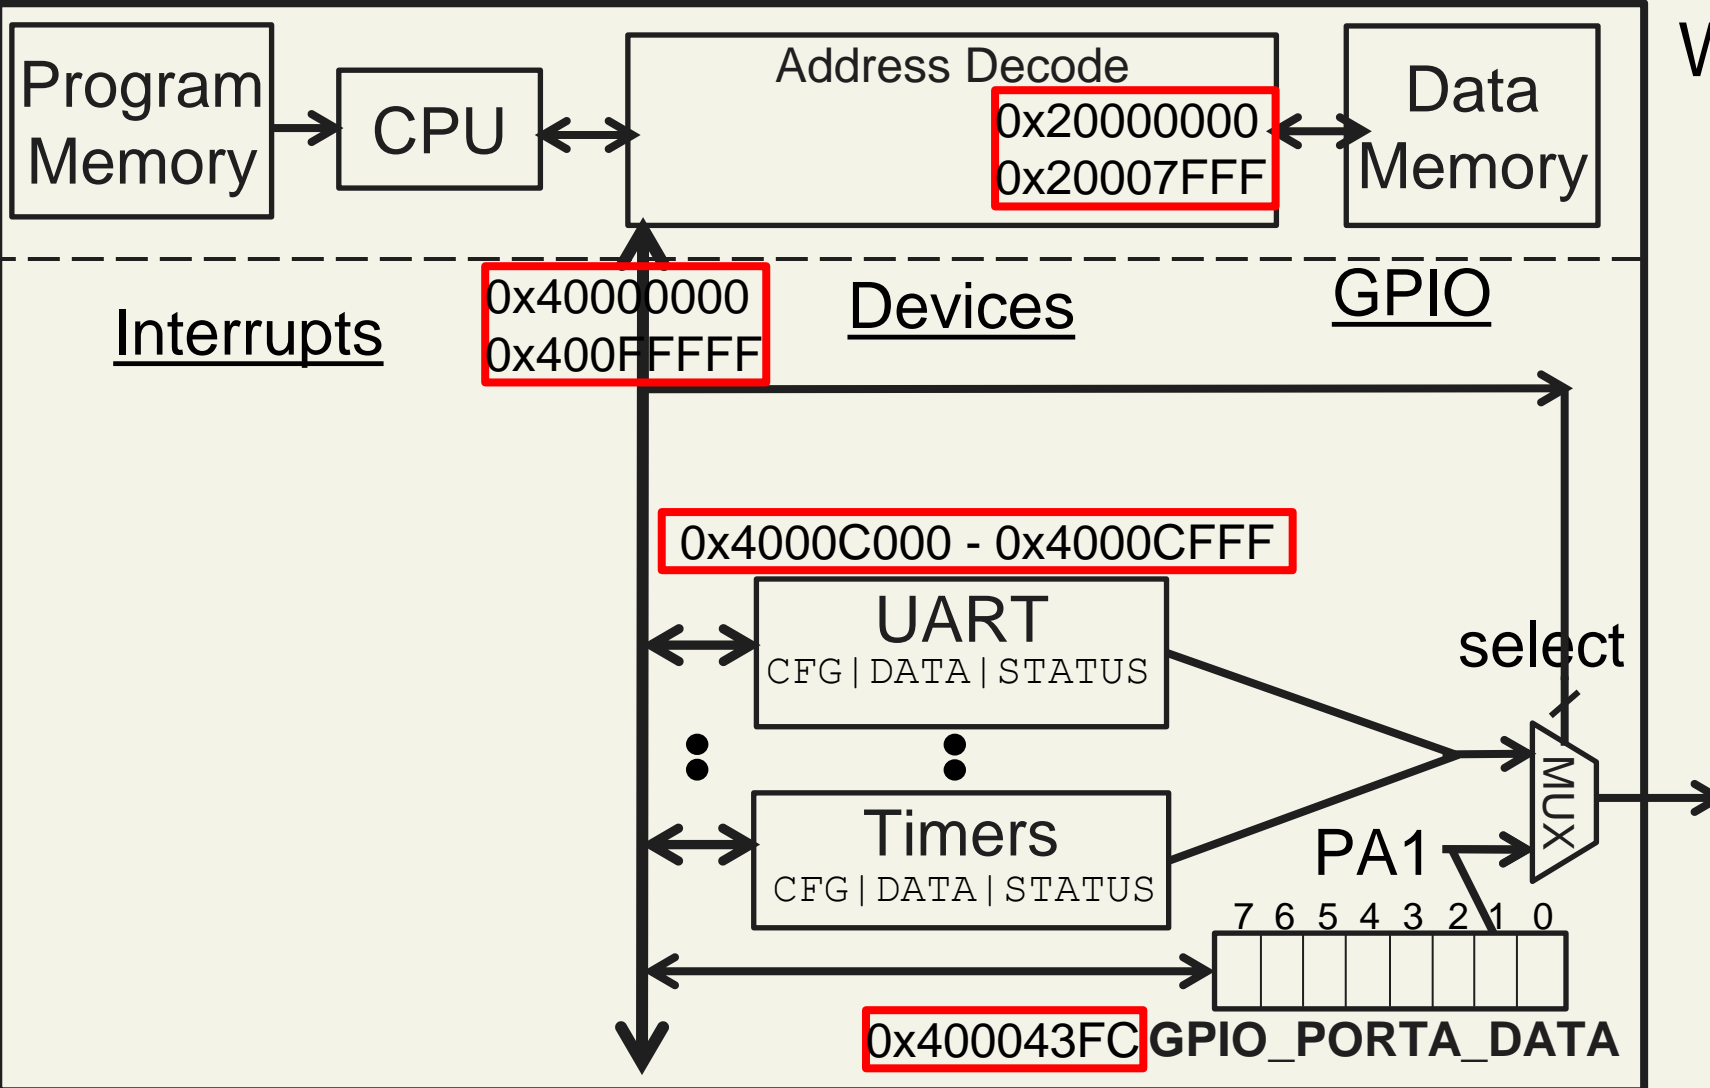 Program
Memory
CPU
Address Decode
0x20000000
0x20007FFF
Data
Memory
Interrupts
0x40000000
0x400FFFFF
Devices
GPIO
0x4000C000 - 0x4000CFFF
UART
CFG|DATA|STATUS
select
MUX
Timers
CFG|DATA|STATUS
PA1
7 6 5 4 3 2 1 0
0x400043FC GPIO_PORTA_DATA